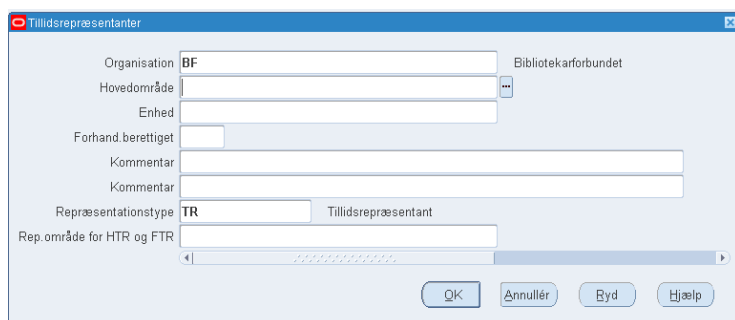 Tillidsrepræsentanter
Organisation BF Bibliotekarforbundet
Hovedområde
Enhed
Forhand.berettiget
Kommentar
Kommentar
Repræsentationstype TR Tillidsrepræsentant
Rep.område for HTR og FTR
OK Annullér Ryd Hjælp